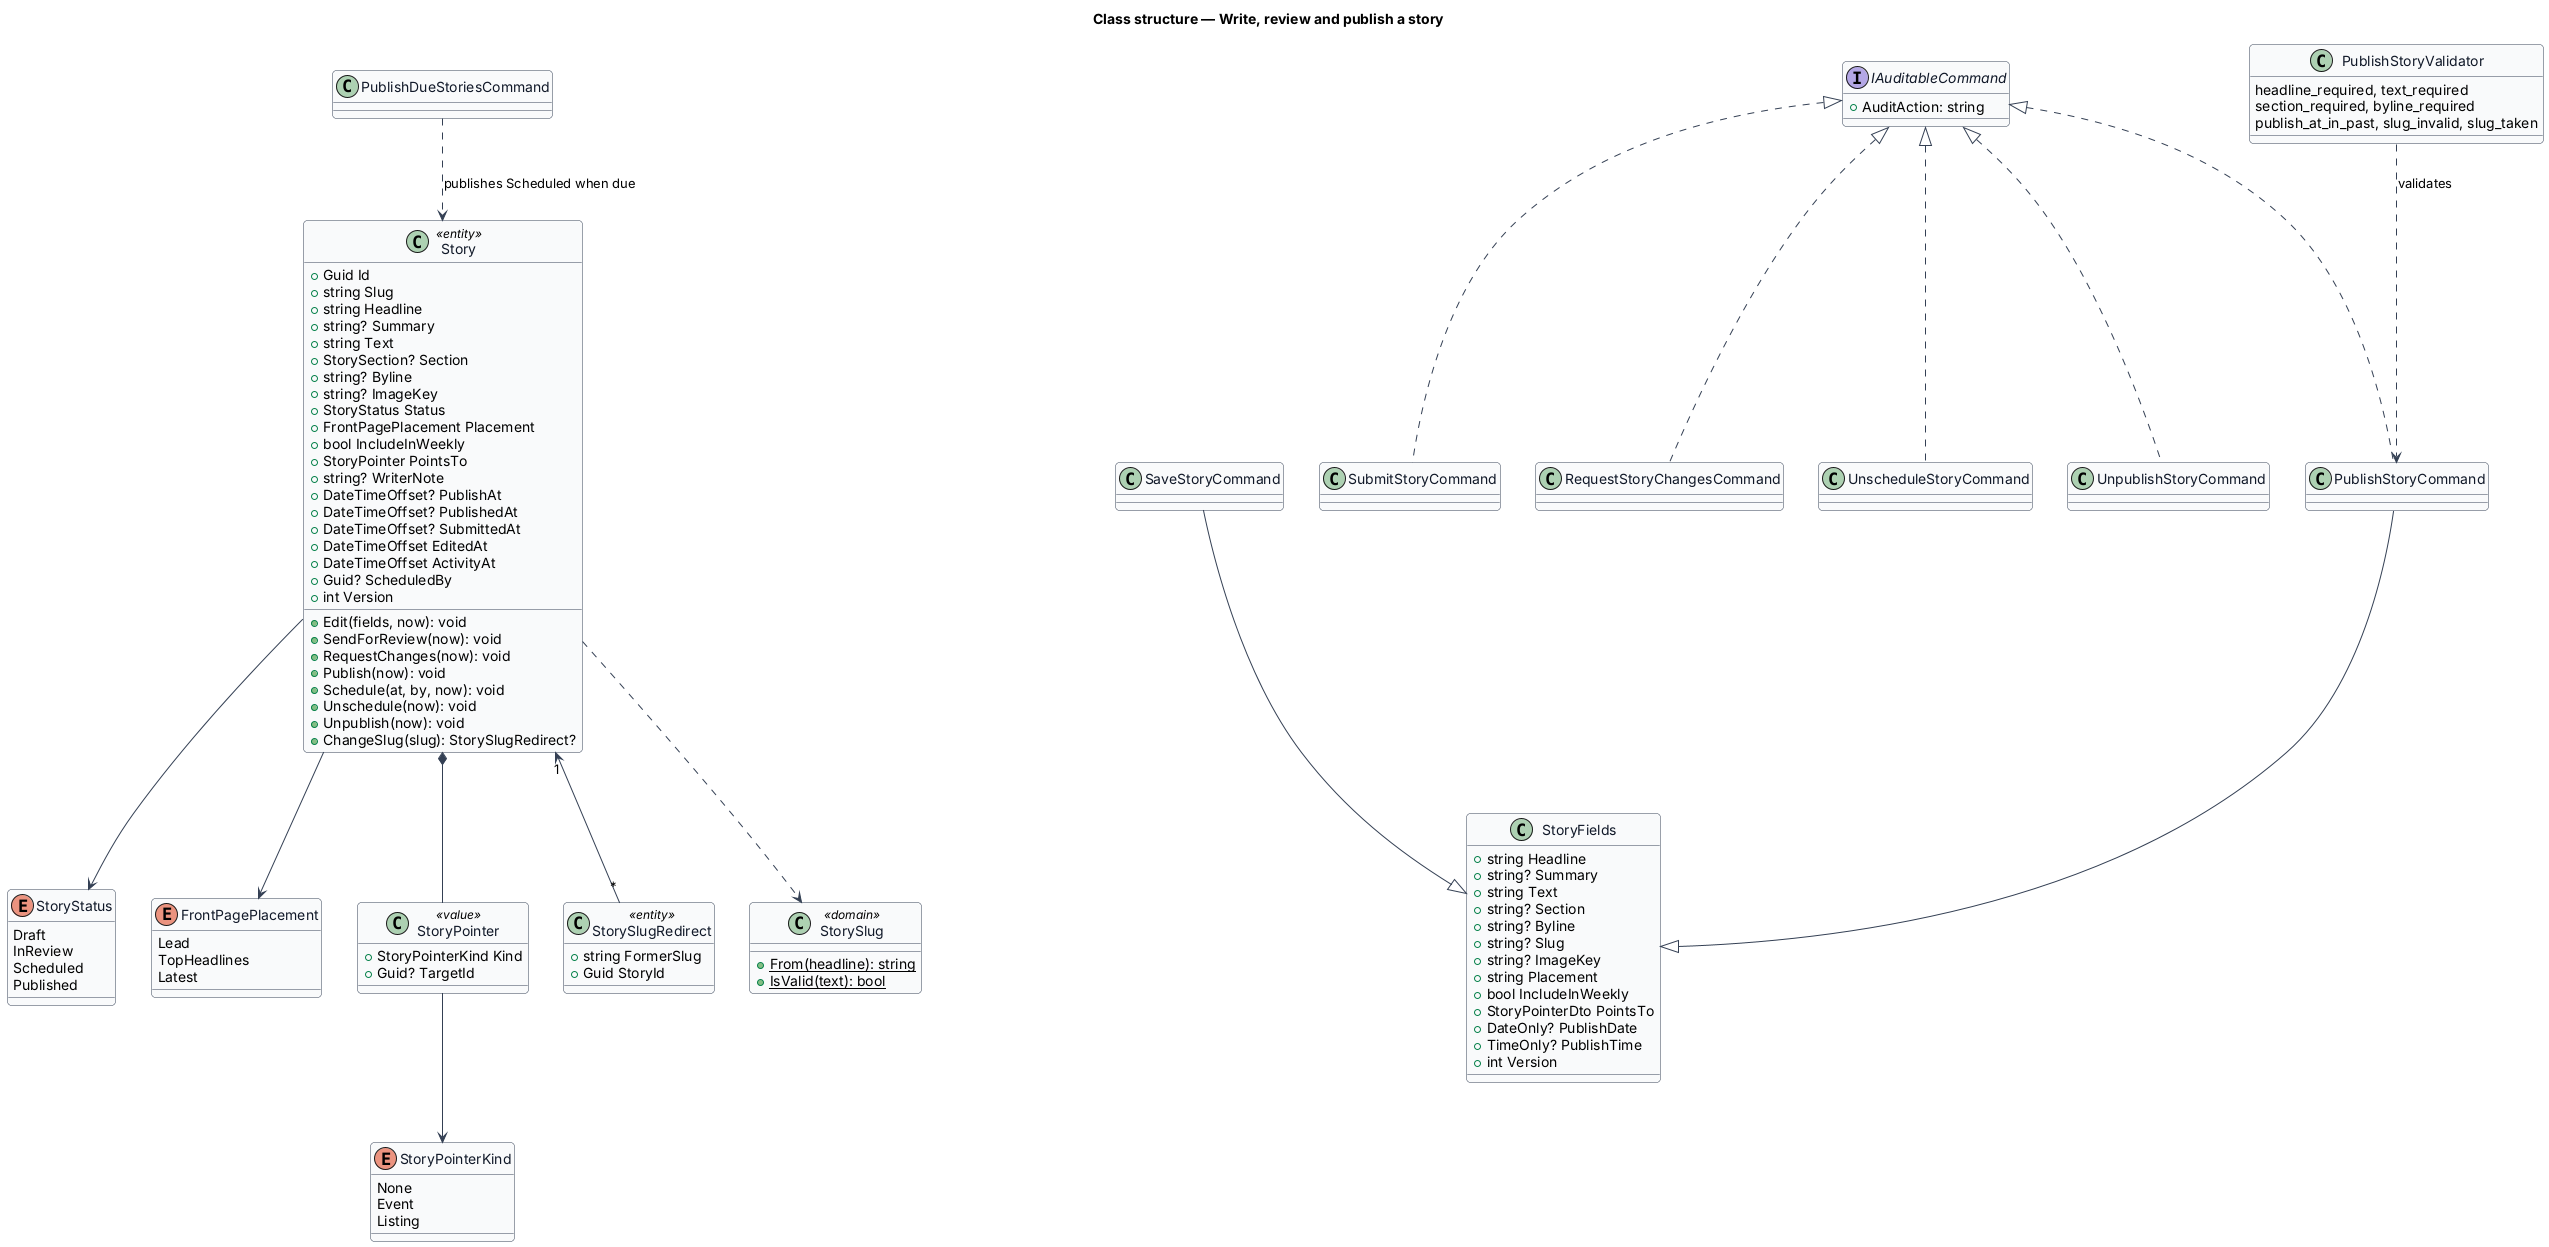 Class structure — Write, review and publish a story
C PublishDueStoriesCommand
publishes Scheduled when due
C «entity»
Story
Guid Id
string Slug
string Headline
string? Summary
string Text
StorySection? Section
string? Byline
string? ImageKey
StoryStatus Status
FrontPagePlacement Placement
bool IncludeInWeekly
StoryPointer PointsTo
string? WriterNote
DateTimeOffset? PublishAt
DateTimeOffset? PublishedAt
DateTimeOffset? SubmittedAt
DateTimeOffset EditedAt
DateTimeOffset ActivityAt
Guid? ScheduledBy
int Version
Edit(fields, now): void
SendForReview(now): void
RequestChanges(now): void
Publish(now): void
Schedule(at, by, now): void
Unschedule(now): void
Unpublish(now): void
ChangeSlug(slug): StorySlugRedirect?
1
*
E StoryStatus
Draft
InReview
Scheduled
Published
E FrontPagePlacement
Lead
TopHeadlines
Latest
C «value»
StoryPointer
StoryPointerKind Kind
Guid? TargetId
C «entity»
StorySlugRedirect
string FormerSlug
Guid StoryId
C «domain»
StorySlug
From(headline): string
IsValid(text): bool
E StoryPointerKind
None
Event
Listing
I IAuditableCommand
AuditAction: string
C PublishStoryValidator
headline_required, text_required
section_required, byline_required
publish_at_in_past, slug_invalid, slug_taken
validates
C SaveStoryCommand
C SubmitStoryCommand
C RequestStoryChangesCommand
C UnscheduleStoryCommand
C UnpublishStoryCommand
C PublishStoryCommand
C StoryFields
string Headline
string? Summary
string Text
string? Section
string? Byline
string? Slug
string? ImageKey
string Placement
bool IncludeInWeekly
StoryPointerDto PointsTo
DateOnly? PublishDate
TimeOnly? PublishTime
int Version